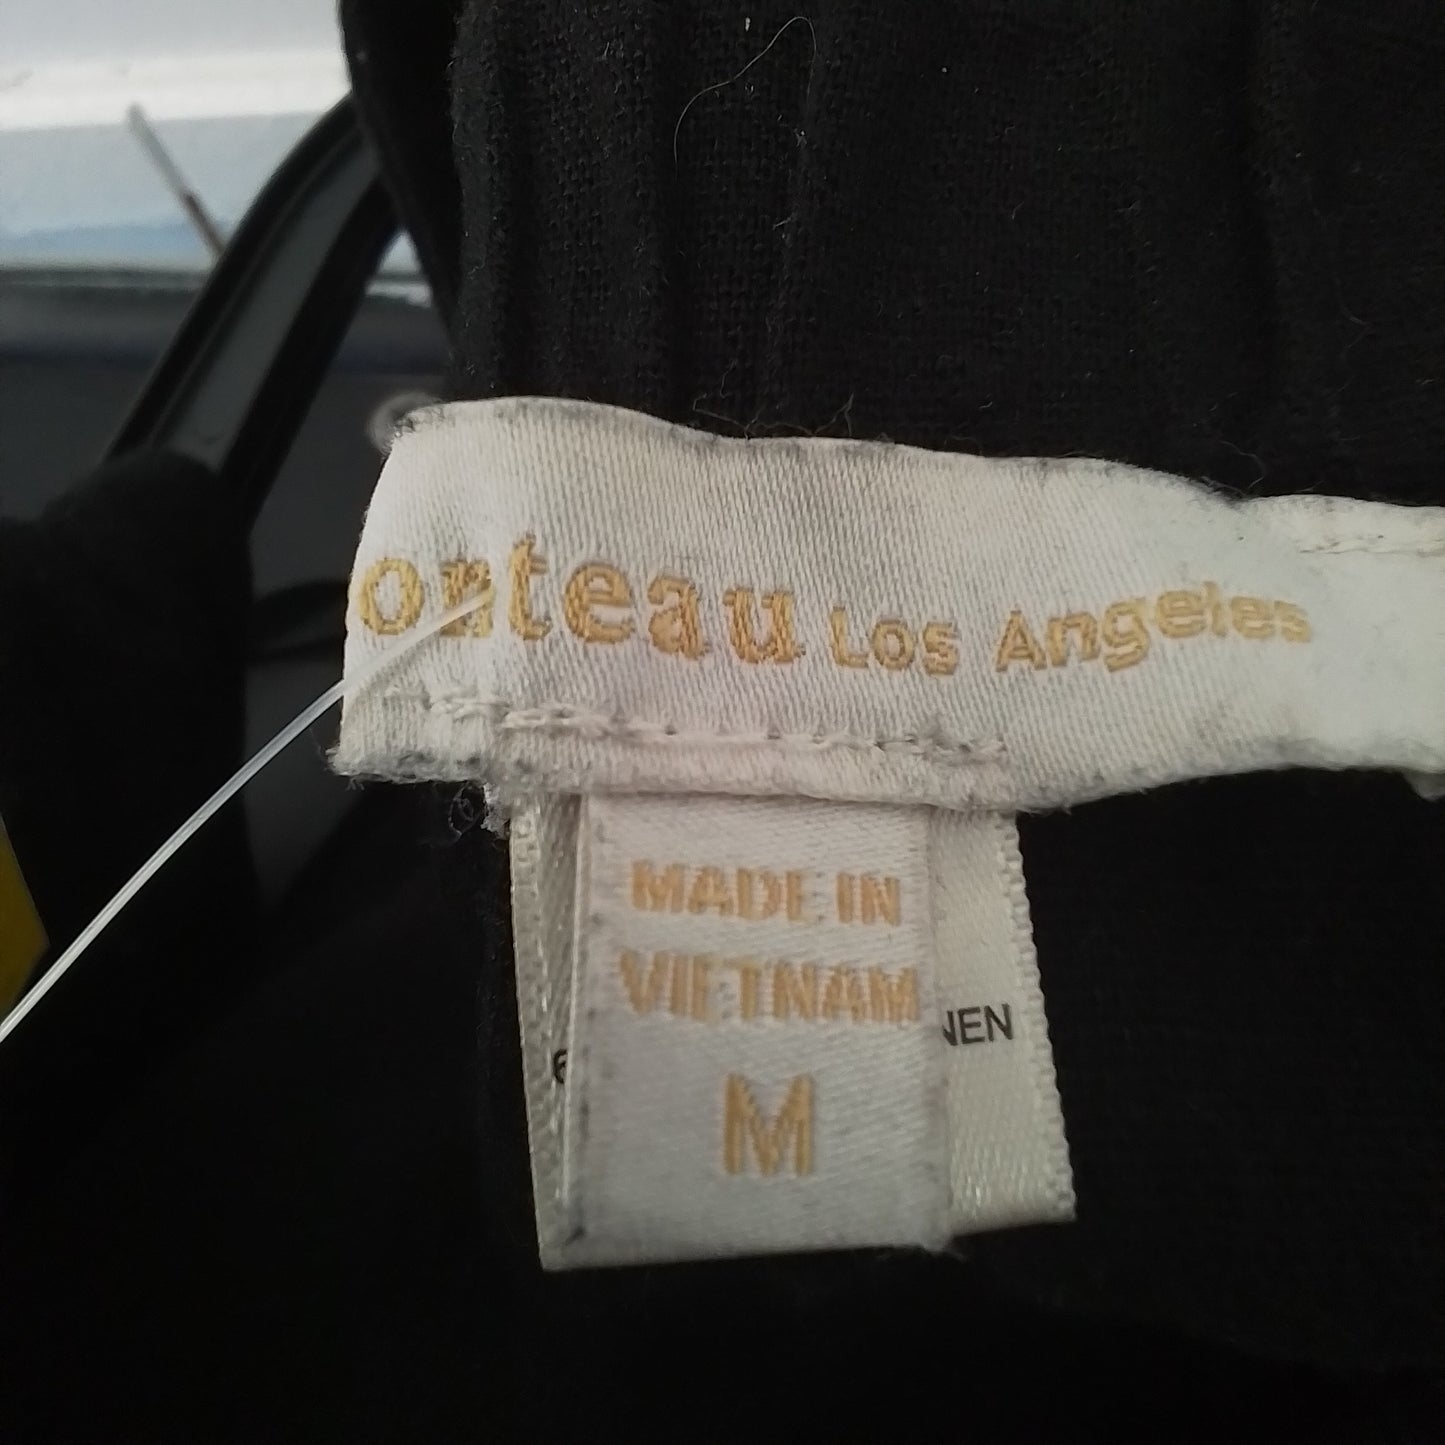 onteau Los Angeles
MADE IN
VIETNAM
NEN
M